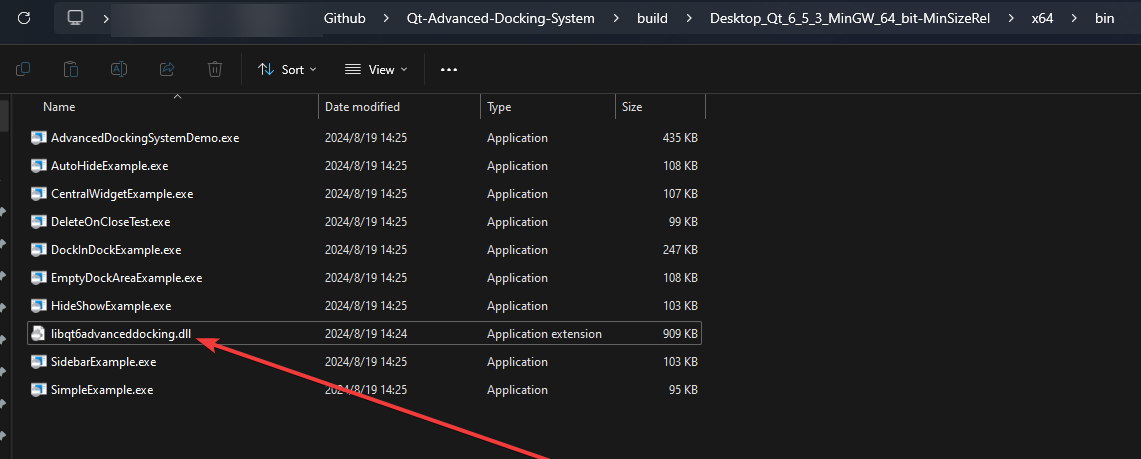 Github > Qt-Advanced-Docking-System > build > Desktop_Qt_6_5_3_MinGW_64_bit-MinSizeRel > x64 > bin
Sort View
Name Date modified Type Size
AdvancedDockingSystemDemo.exe 2024/8/19 14:25 Application 435 KB
AutoHideExample.exe 2024/8/19 14:25 Application 108 KB
CentralWidgetExample.exe 2024/8/19 14:25 Application 107 KB
DeleteOnCloseTest.exe 2024/8/19 14:25 Application 99 KB
DockInDockExample.exe 2024/8/19 14:25 Application 247 KB
EmptyDockAreaExample.exe 2024/8/19 14:25 Application 108 KB
HideShowExample.exe 2024/8/19 14:25 Application 103 KB
libqt6advanceddocking.dll 2024/8/19 14:24 Application extension 909 KB
SidebarExample.exe 2024/8/19 14:25 Application 103 KB
SimpleExample.exe 2024/8/19 14:25 Application 95 KB